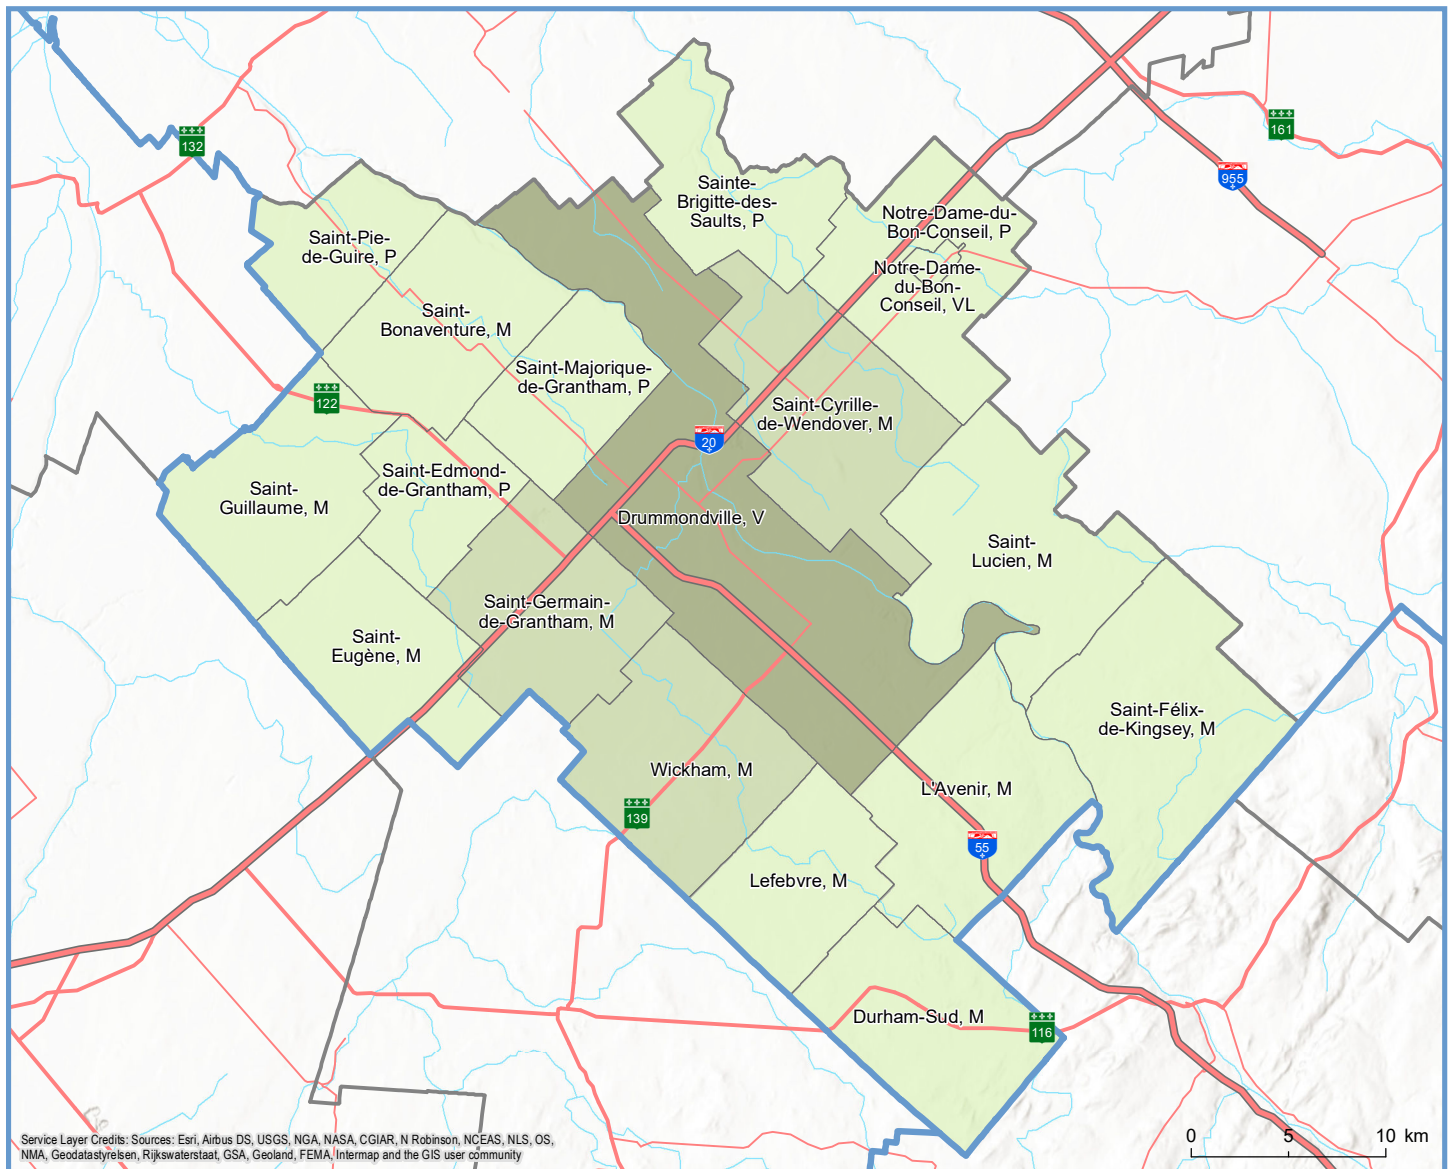 132
161
955
Sainte-
Brigitte-des-
Saults, P
Notre-Dame-du-
Bon-Conseil, P
Saint-Pie-
de-Guire, P
Notre-Dame-
du-Bon-
Conseil, VL
Saint-
Bonaventure, M
Saint-Majorique-
de-Grantham, P
122
Saint-Cyrille-
de-Wendover, M
20
Saint-Edmond-
de-Grantham, P
Saint-
Guillaume, M
Drummondville, V
Saint-
Lucien, M
Saint-Germain-
de-Grantham, M
Saint-
Eugène, M
Saint-Félix-
de-Kingsey, M
Wickham, M
L'Avenir, M
139
55
Lefebvre, M
Durham-Sud, M
116
0 5 10 km
Service Layer Credits: Sources: Esri, Airbus DS, USGS, NGA, NASA, CGIAR, N Robinson, NCEAS, NLS, OS,
NMA, Geodatastyrelsen, Rijkswaterstaat, GSA, Geoland, FEMA, Intermap and the GIS user community